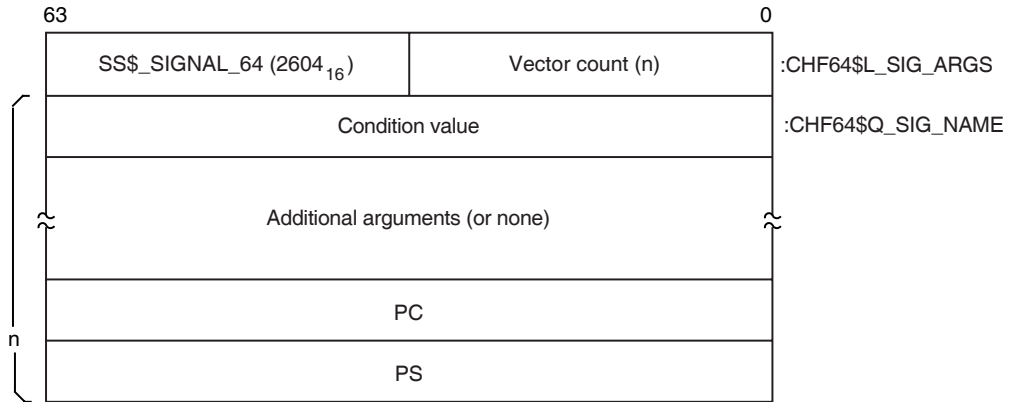 63 0
SS$_SIGNAL_64 (2604₁₆) Vector count (n) :CHF64$L_SIG_ARGS
Condition value :CHF64$Q_SIG_NAME
Additional arguments (or none)
PC
n
PS